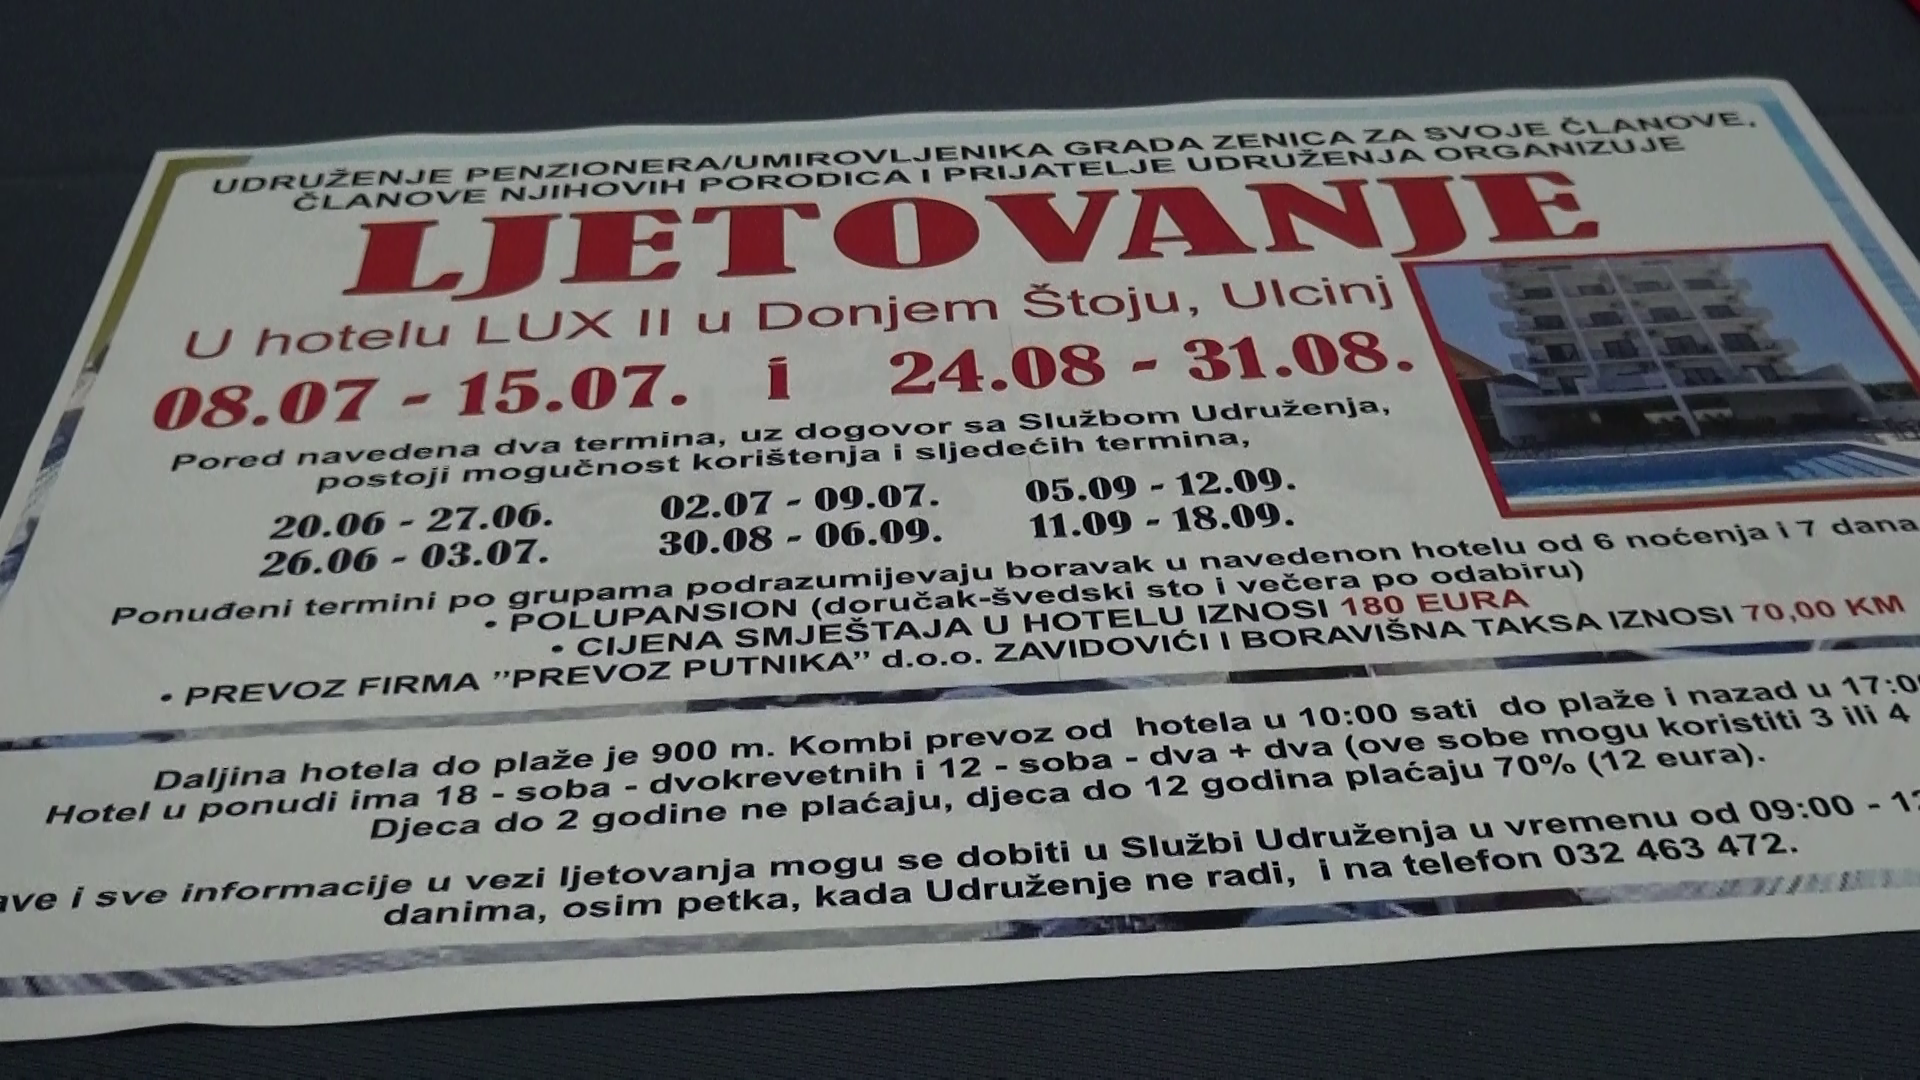 UDRUŽENJE PENZIONERA/UMIROVLJENIKA GRADA ZENICA ZA SVOJE ČLANOVE,
ČLANOVE NJIHOVIH PORODICA I PRIJATELJE UDRUŽENJA ORGANIZUJE
LJETOVANJE
U hotelu LUX II u Donjem Štoju, Ulcinj
08.07 - 15.07. i 24.08 - 31.08.
Pored navedena dva termina, uz dogovor sa Službom Udruženja,
postoji mogučnost korištenja i sljedećih termina,
20.06 - 27.06. 02.07 - 09.07. 05.09 - 12.09.
26.06 - 03.07. 30.08 - 06.09. 11.09 - 18.09.
Ponuđeni termini po grupama podrazumijevaju boravak u navedenon hotelu od 6 noćenja i 7 dana
• POLUPANSION (doručak-švedski sto i večera po odabiru)
• CIJENA SMJEŠTAJA U HOTELU IZNOSI 180 EURA
• PREVOZ FIRMA ”PREVOZ PUTNIKA” d.o.o. ZAVIDOVIĆI I BORAVIŠNA TAKSA IZNOSI 70,00 KM
Daljina hotela do plaže je 900 m. Kombi prevoz od hotela u 10:00 sati do plaže i nazad u
Hotel u ponudi ima 18 - soba - dvokrevetnih i 12 - soba - dva + dva (ove sobe mogu koristiti 3 ili 4
Djeca do 2 godine ne plaćaju, djeca do 12 godina plaćaju 70% (12 eura).
i sve informacije u vezi ljetovanja mogu se dobiti u Službi Udruženja u vremenu od 09:00 -
danima, osim petka, kada Udruženje ne radi, i na telefon 032 463 472.